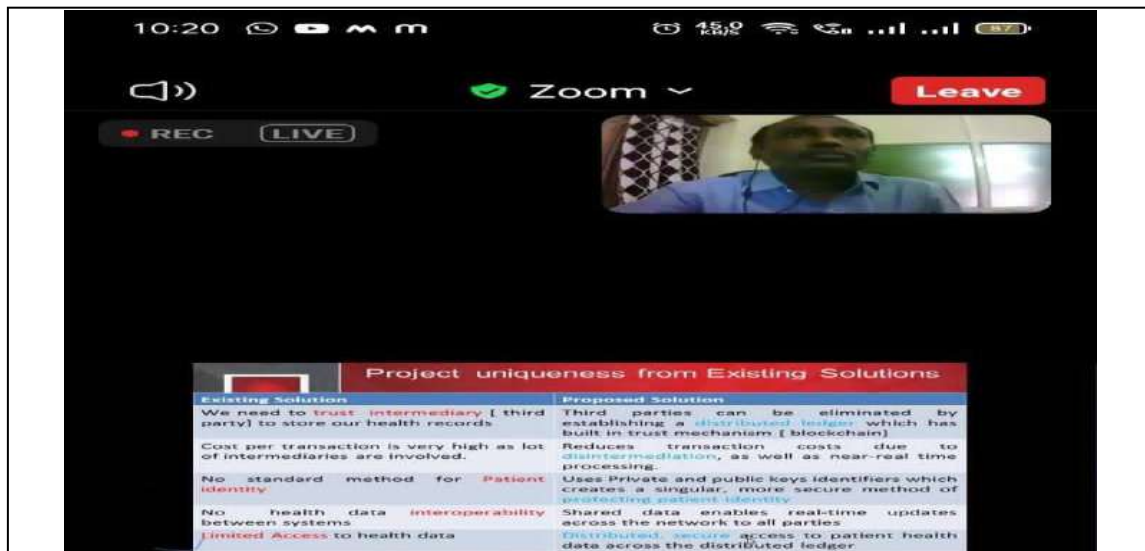 10:20 45.0 KB/S 87
Zoom Leave
REC LIVE
Project uniqueness from Existing Solutions
Existing Solution Proposed Solution
We need to trust intermediary [ third Third parties can be eliminated by
party] to store our health records establishing a distributed ledger which has
built in trust mechanism [ blockchain]
Cost per transaction is very high as lot Reduces transaction costs due to
of intermediaries are involved. disintermediation, as well as near-real time
processing.
No standard method for Patient Uses Private and public keys identifiers which
identity creates a singular, more secure method of
protecting patient identity
No health data interoperability Shared data enables real-time updates
between systems across the network to all parties
Limited Access to health data Distributed, secure access to patient health
data across the distributed ledger